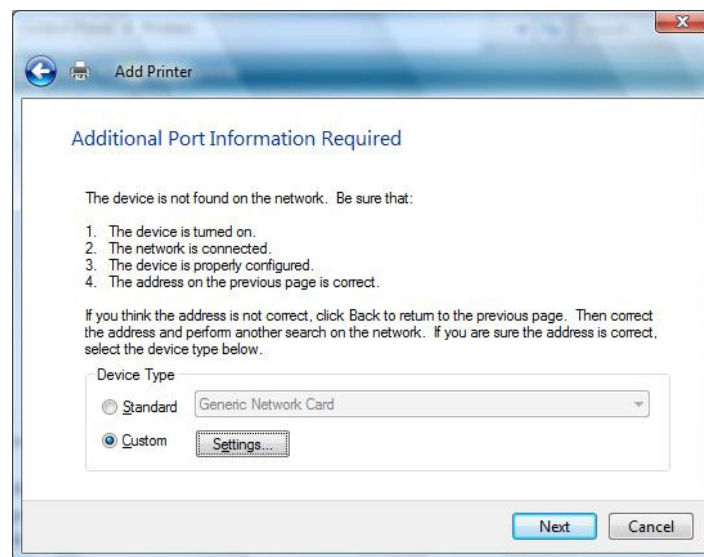 Add Printer
Additional Port Information Required
The device is not found on the network. Be sure that:
1. The device is turned on.
2. The network is connected.
3. The device is properly configured.
4. The address on the previous page is correct.
If you think the address is not correct, click Back to return to the previous page. Then correct
the address and perform another search on the network. If you are sure the address is correct,
select the device type below.
Device Type
Standard Generic Network Card
Custom Settings...
Next Cancel